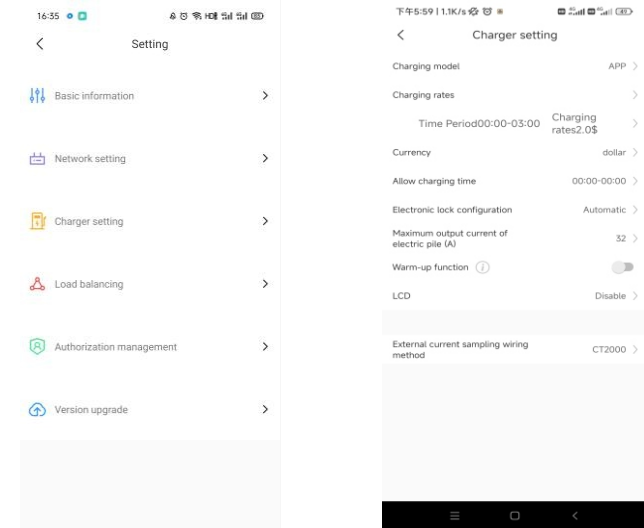 16:35
Setting
Basic information
Network setting
Charger setting
Load balancing
Authorization management
Version upgrade
下午5:59 | 1.1K/s
Charger setting
Charging model APP
Charging rates
Time Period00:00-03:00 Charging
rates2.0$
Currency dollar
Allow charging time 00:00-00:00
Electronic lock configuration Automatic
Maximum output current of
electric pile (A) 32
Warm-up function
LCD Disable
External current sampling wiring
method CT2000